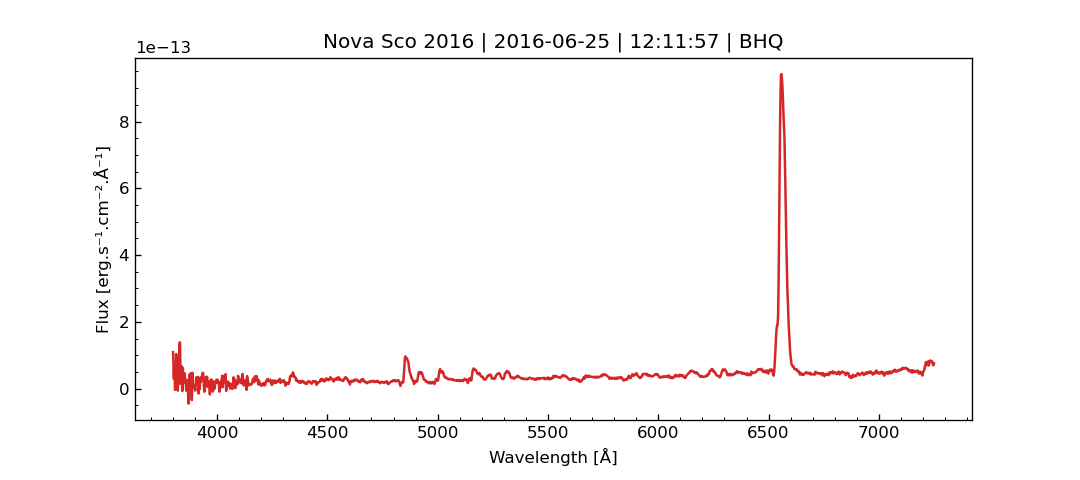 Nova Sco 2016 | 2016-06-25 | 12:11:57 | BHQ
1e−13
8
6
4
2
0
Flux [erg.s⁻¹.cm⁻².Å⁻¹]
4000 4500 5000 5500 6000 6500 7000
Wavelength [Å]